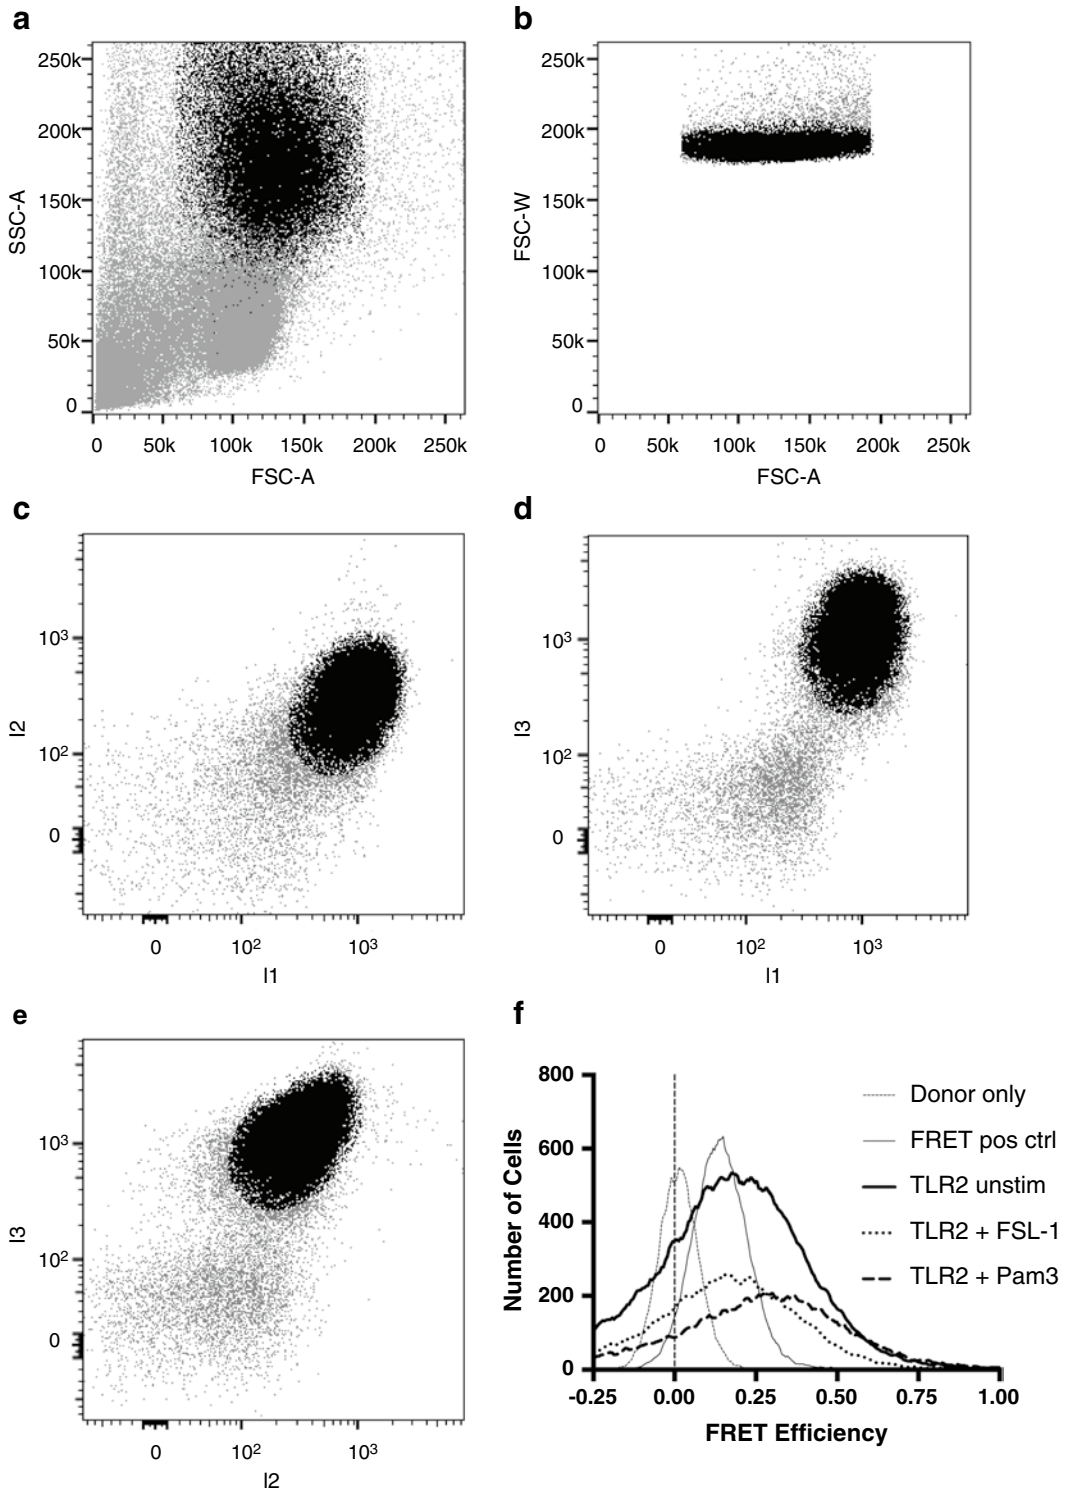 a
b
250k
200k
150k
100k
50k
0
SSC-A
0 50k 100k 150k 200k 250k
FSC-A
250k
200k
150k
100k
50k
0
FSC-W
0 50k 100k 150k 200k 250k
FSC-A
c
d
10³
10²
0
I2
0 10² 10³
I1
10³
10²
0
I3
0 10² 10³
I1
e
f
10³
10²
0
I3
0 10² 10³
I2
800
600
400
200
0
Number of Cells
-0.25 0.00 0.25 0.50 0.75 1.00
FRET Efficiency
Donor only
FRET pos ctrl
TLR2 unstim
TLR2 + FSL-1
TLR2 + Pam3